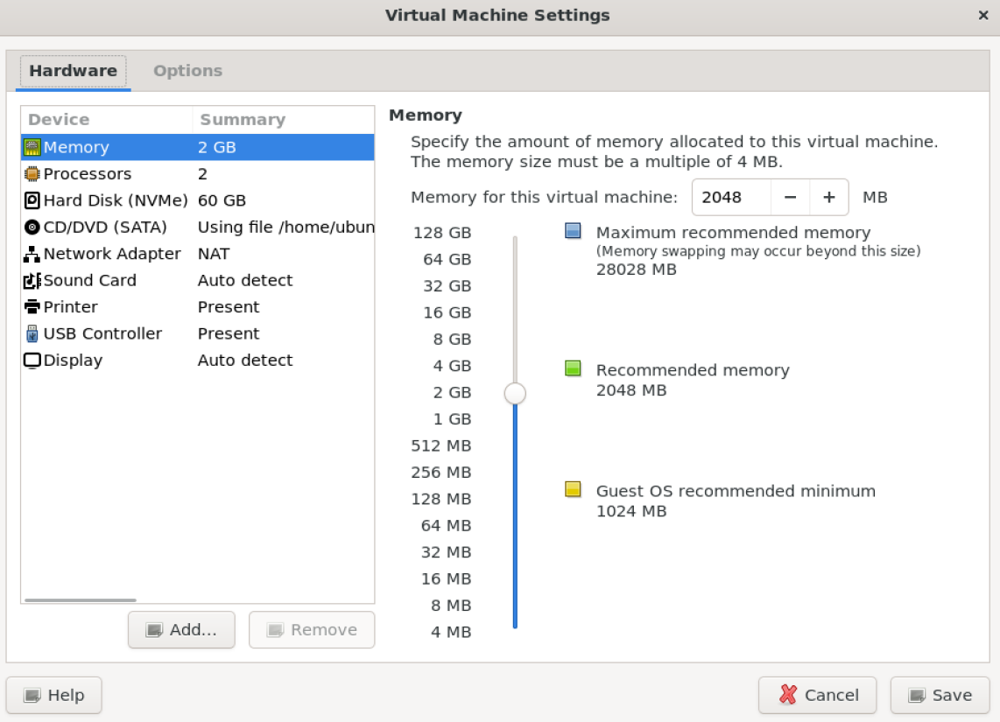 Virtual Machine Settings
Hardware Options
Device Summary
Memory 2 GB
Processors 2
Hard Disk (NVMe) 60 GB
CD/DVD (SATA) Using file /home/ubun
Network Adapter NAT
Sound Card Auto detect
Printer Present
USB Controller Present
Display Auto detect
Add...
Remove
Memory
Specify the amount of memory allocated to this virtual machine.
The memory size must be a multiple of 4 MB.
Memory for this virtual machine: 2048 − + MB
128 GB
64 GB
32 GB
16 GB
8 GB
4 GB
2 GB
1 GB
512 MB
256 MB
128 MB
64 MB
32 MB
16 MB
8 MB
4 MB
Maximum recommended memory
(Memory swapping may occur beyond this size)
28028 MB
Recommended memory
2048 MB
Guest OS recommended minimum
1024 MB
Help
Cancel
Save